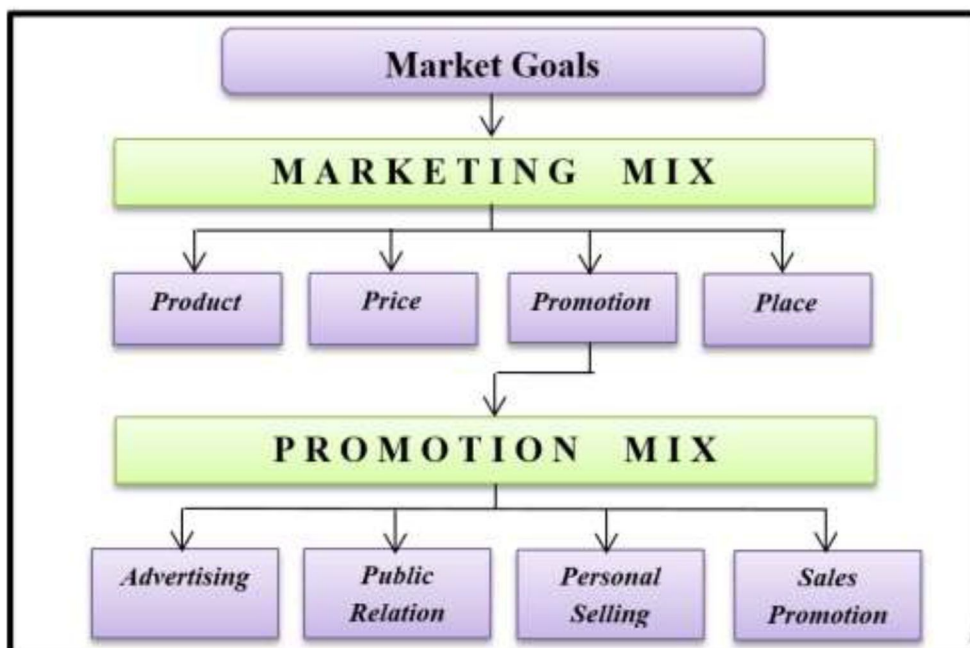 Market Goals
MARKETING MIX
Product
Price
Promotion
Place
PROMOTION MIX
Advertising
Public
Relation
Personal
Selling
Sales
Promotion